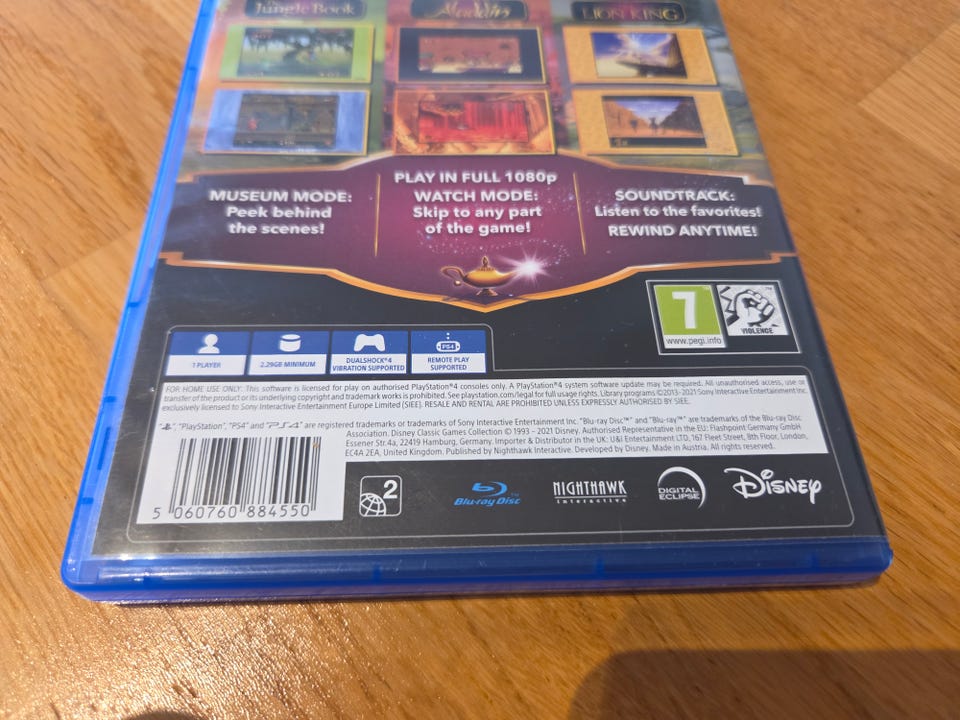 The
Jungle Book
Aladdin
LION KING
MUSEUM MODE:
Peek behind
the scenes!
PLAY IN FULL 1080p
WATCH MODE:
Skip to any part
of the game!
SOUNDTRACK:
Listen to the favorites!
REWIND ANYTIME!
7
www.pegi.info
VIOLENCE
1 PLAYER
2.29GB MINIMUM
DUALSHOCK®4
VIBRATION SUPPORTED
PS4
REMOTE PLAY
SUPPORTED
FOR HOME USE ONLY: This software is licensed for play on authorised PlayStation®4 consoles only. A PlayStation®4 system software update may be required. All unauthorised access, use or
transfer of the product or its underlying copyright and trademark works is prohibited. See playstation.com/legal for full usage rights. Library programs ©2013-2021 Sony Interactive Entertainment Inc.
exclusively licensed to Sony Interactive Entertainment Europe Limited (SIEE). RESALE AND RENTAL ARE PROHIBITED UNLESS EXPRESSLY AUTHORISED BY SIEE.
"PlayStation", "PS4" and "PS4" are registered trademarks or trademarks of Sony Interactive Entertainment Inc. "Blu-ray Disc™" and "Blu-ray™" are trademarks of the Blu-ray Disc
Association. Disney Classic Games Collection © 1993 - 2021 Disney. Authorised Representative in the EU: Flashpoint Germany GmbH
Essener Str.4a, 22419 Hamburg, Germany. Importer & Distributor in the UK: U&I Entertainment LTD, 167 Fleet Street, 8th Floor, London,
EC4A 2EA, United Kingdom. Published by Nighthawk Interactive. Developed by Disney. Made in Austria. All rights reserved.
5 060760 884550
2
Blu-ray Disc™
NIGHTHAWK
interactive
DIGITAL
ECLIPSE
Disney